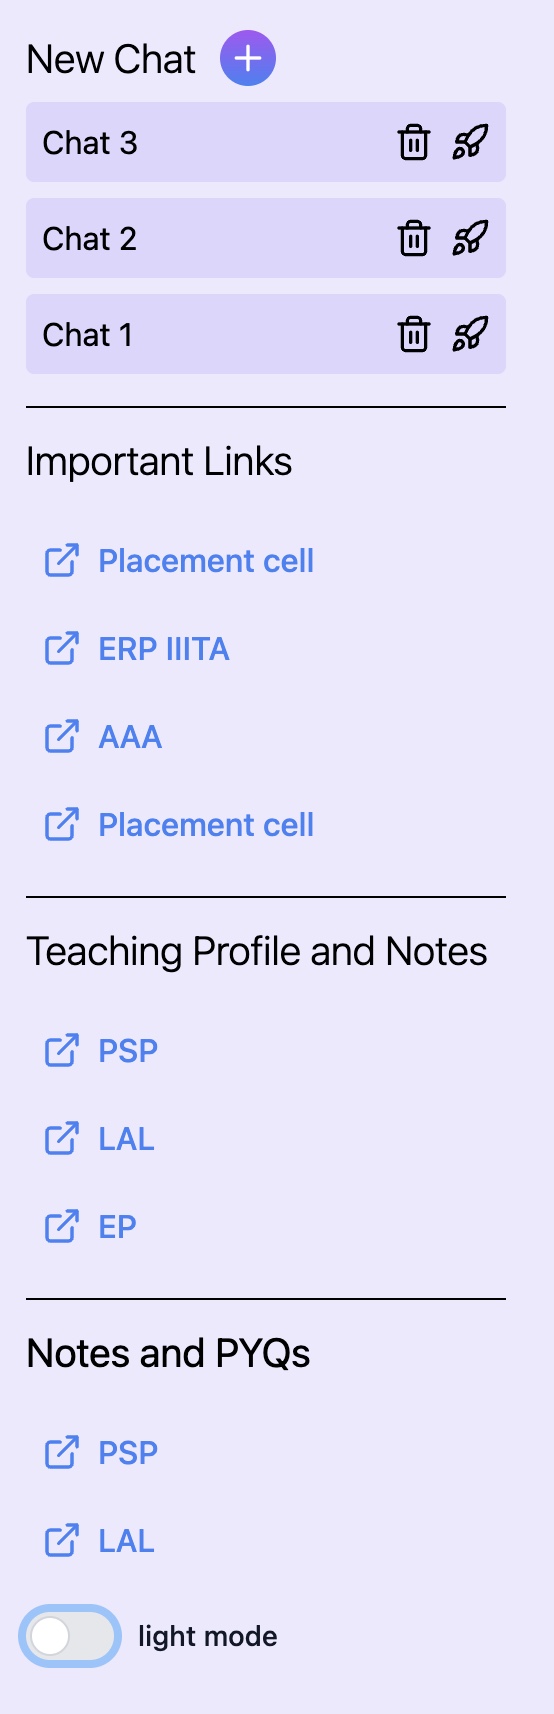 New Chat
Chat 3
Chat 2
Chat 1
Important Links
Placement cell
ERP IIITA
AAA
Placement cell
Teaching Profile and Notes
PSP
LAL
EP
Notes and PYQs
PSP
LAL
light mode